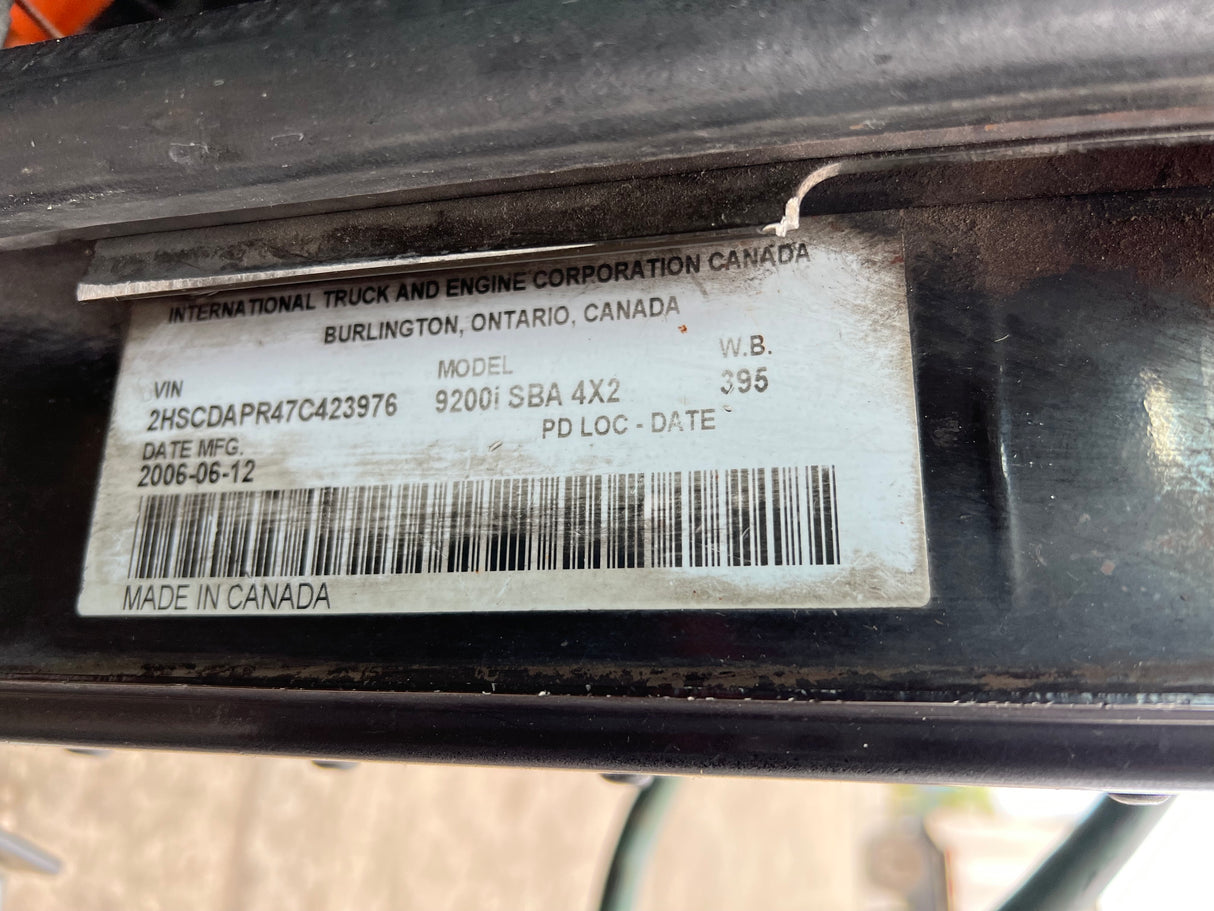 INTERNATIONAL TRUCK AND ENGINE CORPORATION CANADA
BURLINGTON, ONTARIO, CANADA
VIN MODEL W.B.
2HSCDAPR47C423976 9200i SBA 4X2 395
DATE MFG. PD LOC - DATE
2006-06-12
MADE IN CANADA